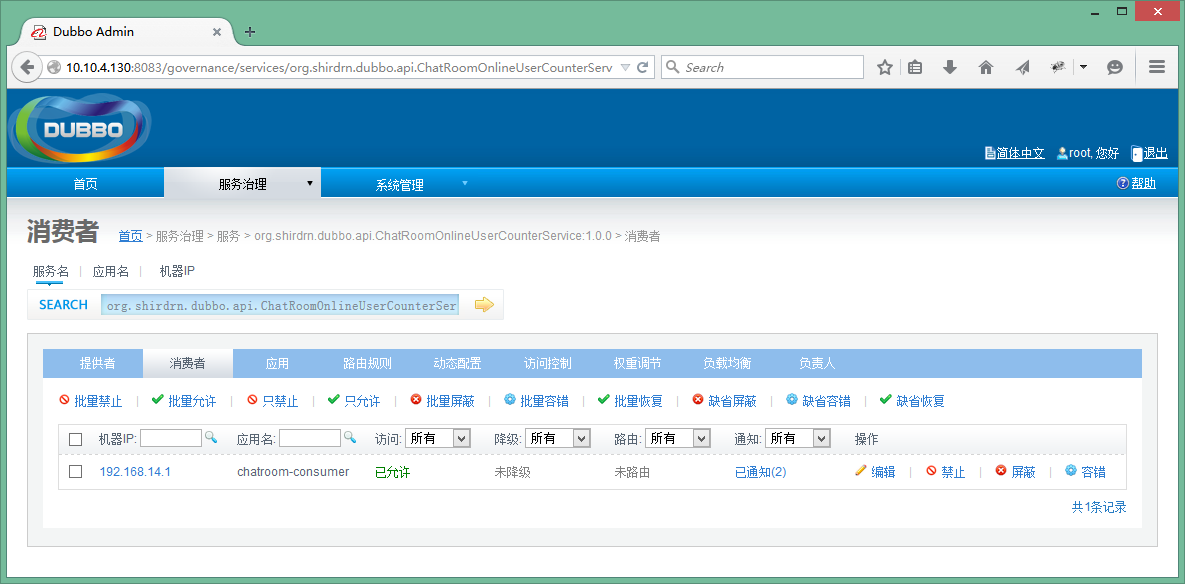 Dubbo Admin
10.10.4.130:8083/governance/services/org.shirdrn.dubbo.api.ChatRoomOnlineUserCounterServ
Search
DUBBO
简体中文 root, 您好 退出
首页 服务治理 系统管理 帮助
消费者 首页 > 服务治理 > 服务 > org.shirdrn.dubbo.api.ChatRoomOnlineUserCounterService:1.0.0 > 消费者
服务名 | 应用名 | 机器IP
SEARCH org.shirdrn.dubbo.api.ChatRoomOnlineUserCounterSer
提供者 消费者 应用 路由规则 动态配置 访问控制 权重调节 负载均衡 负责人
批量禁止 | 批量允许 | 只禁止 | 只允许 | 批量屏蔽 | 批量容错 | 批量恢复 | 缺省屏蔽 | 缺省容错 | 缺省恢复
机器IP: 应用名: 访问: 所有 降级: 所有 路由: 所有 通知: 所有 操作
192.168.14.1 chatroom-consumer 已允许 未降级 未路由 已通知(2) 编辑 | 禁止 | 屏蔽 | 容错
共1条记录